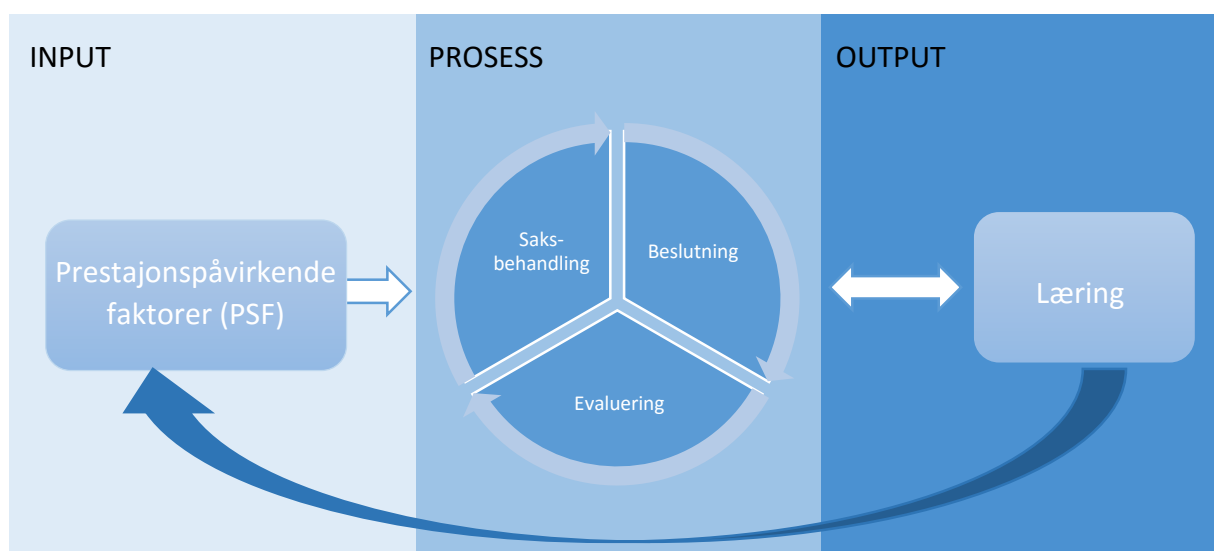 INPUT
PROSESS
OUTPUT
Prestajonspåvirkende
faktorer (PSF)
Saks-
behandling
Beslutning
Evaluering
Læring